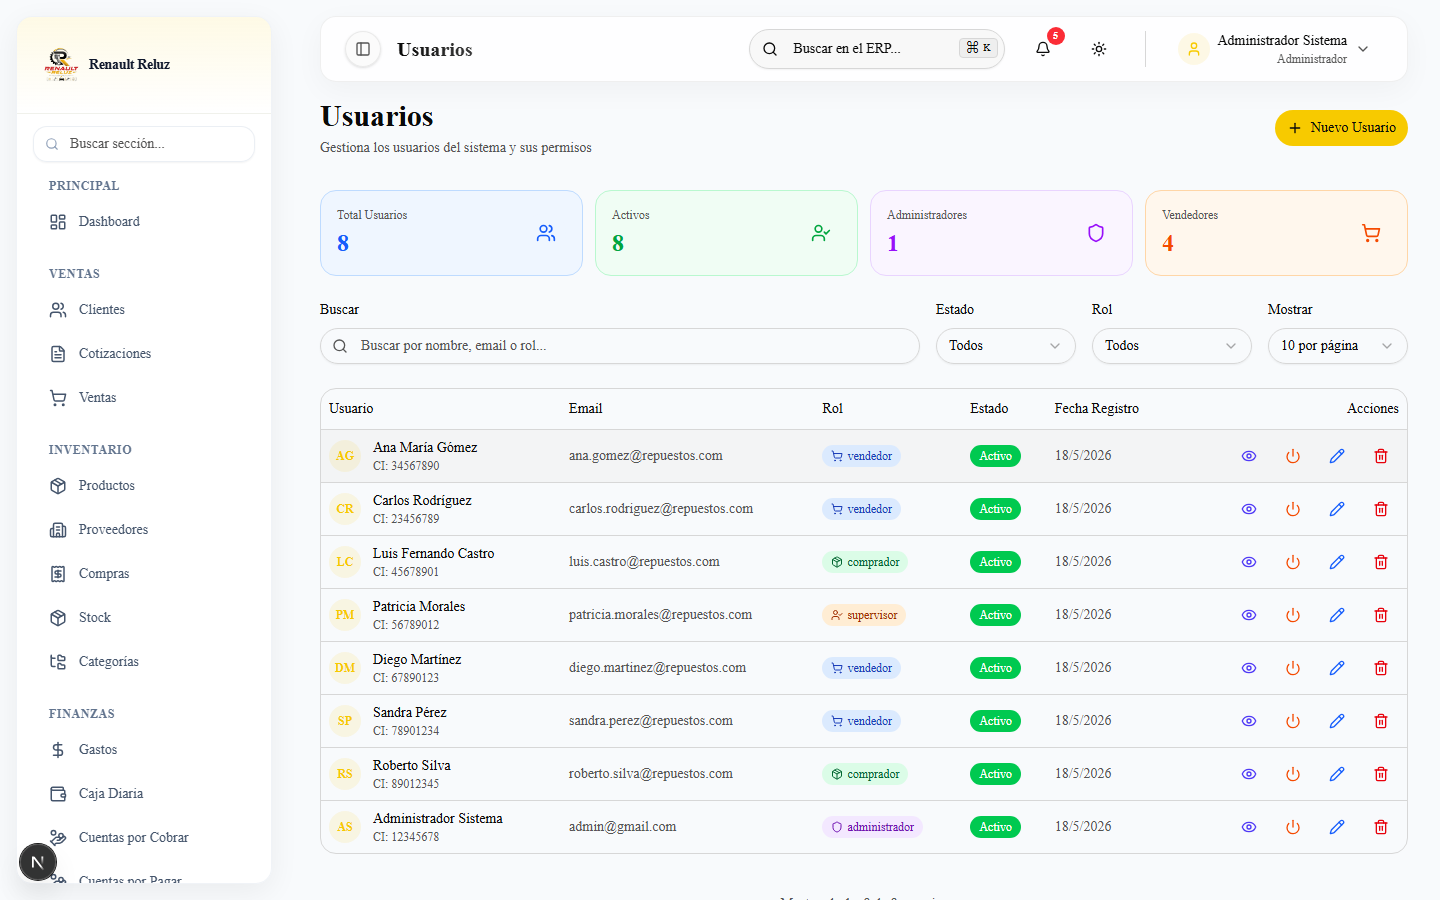 RENAULT
RELUZ
Renault Reluz
Buscar sección...
PRINCIPAL
Dashboard
VENTAS
Clientes
Cotizaciones
Ventas
INVENTARIO
Productos
Proveedores
Compras
Stock
Categorías
FINANZAS
Gastos
Caja Diaria
Cuentas por Cobrar
Cuentas por Pagar
N
Usuarios
Buscar en el ERP...
⌘ K
5
Administrador Sistema
Administrador
Usuarios
Gestiona los usuarios del sistema y sus permisos
Nuevo Usuario
Total Usuarios
8
Activos
8
Administradores
1
Vendedores
4
Buscar
Buscar por nombre, email o rol...
Estado
Todos
Rol
Todos
Mostrar
10 por página
Usuario Email Rol Estado Fecha Registro Acciones
AG Ana María Gómez ana.gomez@repuestos.com vendedor Activo 18/5/2026
CI: 34567890
CR Carlos Rodríguez carlos.rodriguez@repuestos.com vendedor Activo 18/5/2026
CI: 23456789
LC Luis Fernando Castro luis.castro@repuestos.com comprador Activo 18/5/2026
CI: 45678901
PM Patricia Morales patricia.morales@repuestos.com supervisor Activo 18/5/2026
CI: 56789012
DM Diego Martínez diego.martinez@repuestos.com vendedor Activo 18/5/2026
CI: 67890123
SP Sandra Pérez sandra.perez@repuestos.com vendedor Activo 18/5/2026
CI: 78901234
RS Roberto Silva roberto.silva@repuestos.com comprador Activo 18/5/2026
CI: 89012345
AS Administrador Sistema admin@gmail.com administrador Activo 18/5/2026
CI: 12345678